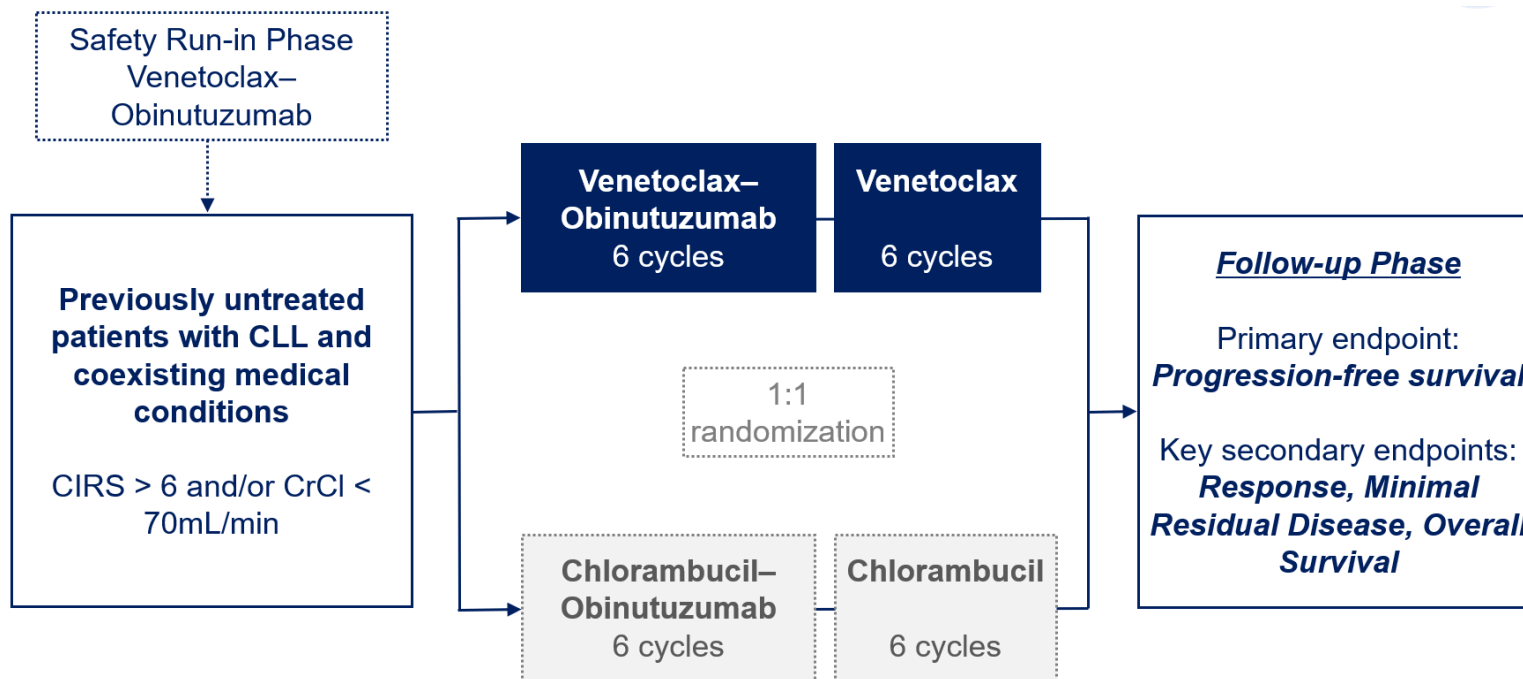 Safety Run-in Phase
Venetoclax–
Obinutuzumab
Previously untreated
patients with CLL and
coexisting medical
conditions
CIRS > 6 and/or CrCl <
70mL/min
Venetoclax–
Obinutuzumab
6 cycles
Venetoclax
6 cycles
1:1
randomization
Chlorambucil–
Obinutuzumab
6 cycles
Chlorambucil
6 cycles
Follow-up Phase
Primary endpoint:
Progression-free survival
Key secondary endpoints:
Response, Minimal
Residual Disease, Overall
Survival